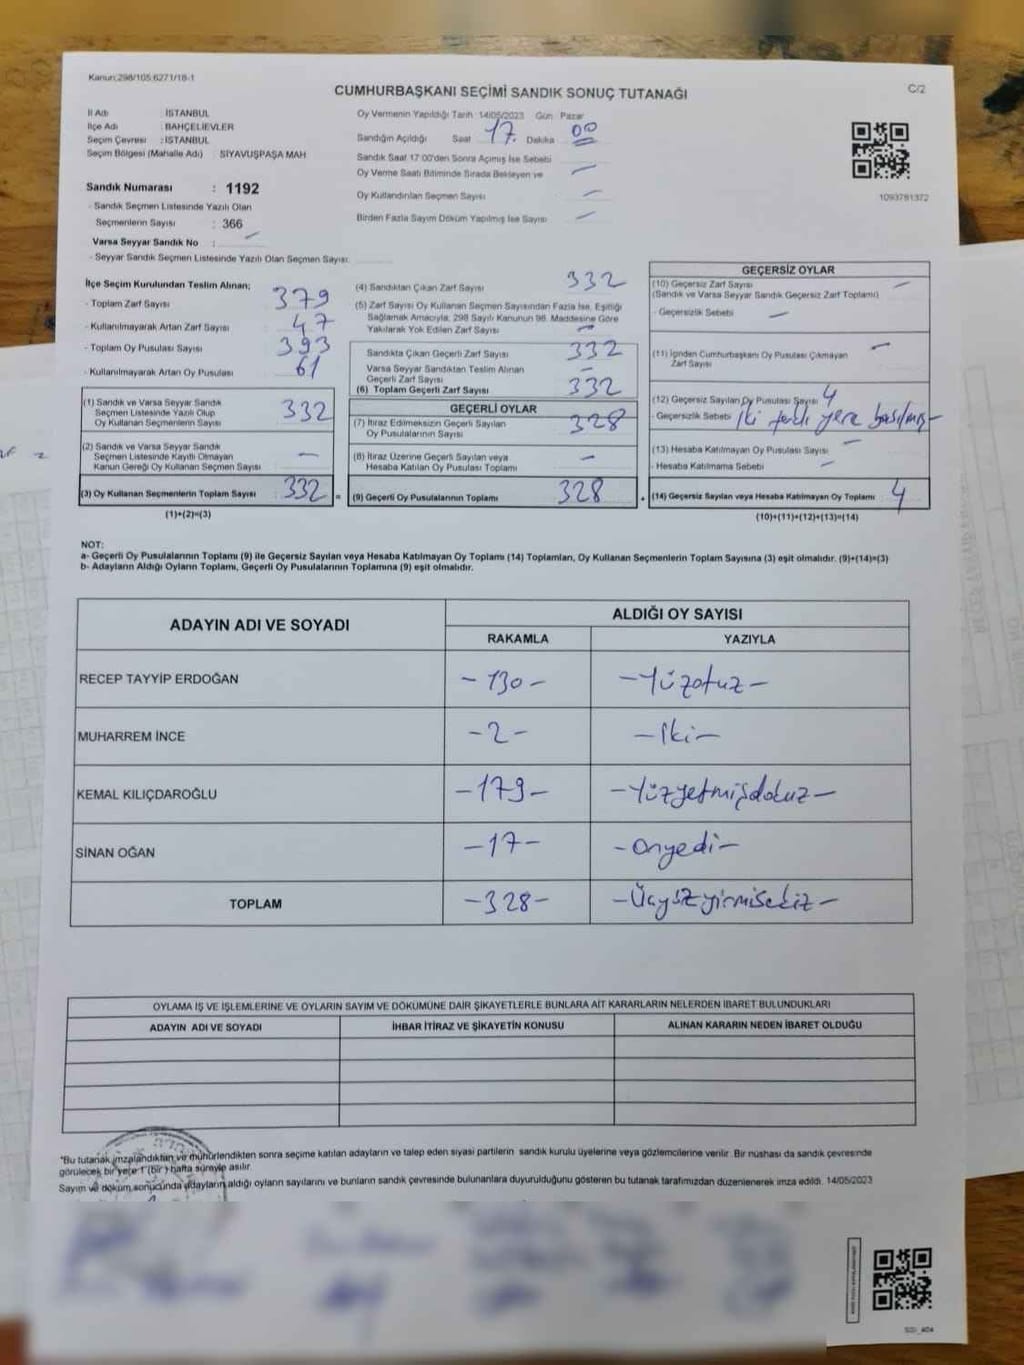 Kanun:298/105:6271/18-1
CUMHURBAŞKANI SEÇİMİ SANDIK SONUÇ TUTANAĞI
C/2
İl Adı : İSTANBUL
İlçe Adı : BAHÇELİEVLER
Seçim Çevresi : İSTANBUL
Seçim Bölgesi (Mahalle Adı) : SİYAVUŞPAŞA MAH
Sandık Numarası : 1192
- Sandık Seçmen Listesinde Yazılı Olan
Seçmenlerin Sayısı : 366
Varsa Seyyar Sandık No : -
- Seyyar Sandık Seçmen Listesinde Yazılı Olan Seçmen Sayısı:
Oy Vermenin Yapıldığı Tarih 14/05/2023 Gün Pazar
Sandığın Açıldığı Saat 17. Dakika 00
Sandık Saat 17:00'den Sonra Açılmış İse Sebebi
Oy Verme Saati Bitiminde Sırada Bekleyen ve -
Oy Kullandırılan Seçmen Sayısı -
Birden Fazla Sayım Döküm Yapılmış İse Sayısı -
1093781372
İlçe Seçim Kurulundan Teslim Alınan;
- Toplam Zarf Sayısı 379
- Kullanılmayarak Artan Zarf Sayısı 47
- Toplam Oy Pusulası Sayısı 393
- Kullanılmayarak Artan Oy Pusulası 61
(1) Sandık ve Varsa Seyyar Sandık
Seçmen Listesinde Yazılı Olup
Oy Kullanan Seçmenlerin Sayısı 332
(2) Sandık ve Varsa Seyyar Sandık
Seçmen Listesinde Kayıtlı Olmayan
Kanun Gereği Oy Kullanan Seçmen Sayısı -
(3) Oy Kullanan Seçmenlerin Toplam Sayısı 332 =
(1)+(2)=(3)
(4) Sandıktan Çıkan Zarf Sayısı 332
(5) Zarf Sayısı Oy Kullanan Seçmen Sayısından Fazla İse, Eşitliği
Sağlamak Amacıyla; 298 Sayılı Kanunun 98. Maddesine Göre
Yakılarak Yok Edilen Zarf Sayısı -
Sandıkta Çıkan Geçerli Zarf Sayısı 332
Varsa Seyyar Sandıktan Teslim Alınan
Geçerli Zarf Sayısı -
(6) Toplam Geçerli Zarf Sayısı 332
GEÇERLİ OYLAR
(7) İtiraz Edilmeksizin Geçerli Sayılan
Oy Pusulalarının Sayısı 328
(8) İtiraz Üzerine Geçerli Sayılan veya
Hesaba Katılan Oy Pusulası Toplamı -
(9) Geçerli Oy Pusulalarının Toplamı 328 +
GEÇERSİZ OYLAR
(10) Geçersiz Zarf Sayısı -
(Sandık ve Varsa Seyyar Sandık Geçersiz Zarf Toplamı)
- Geçersizlik Sebebi -
(11) İçinden Cumhurbaşkanı Oy Pusulası Çıkmayan
Zarf Sayısı -
(12) Geçersiz Sayılan Oy Pusulası Sayısı 4
- Geçersizlik Sebebi İki farklı yere basılmış-
(13) Hesaba Katılmayan Oy Pusulası Sayısı -
- Hesaba Katılmama Sebebi -
(14) Geçersiz Sayılan veya Hesaba Katılmayan Oy Toplamı 4
(10)+(11)+(12)+(13)=(14)
NOT:
a- Geçerli Oy Pusulalarının Toplamı (9) ile Geçersiz Sayılan veya Hesaba Katılmayan Oy Toplamı (14) Toplamları, Oy Kullanan Seçmenlerin Toplam Sayısına (3) eşit olmalıdır. (9)+(14)=(3)
b- Adayların Aldığı Oyların Toplamı, Geçerli Oy Pusulalarının Toplamına (9) eşit olmalıdır.
ADAYIN ADI VE SOYADI
ALDIĞI OY SAYISI
RAKAMLA YAZIYLA
RECEP TAYYİP ERDOĞAN -130- -Yüzotuz-
MUHARREM İNCE -2- -İki-
KEMAL KILIÇDAROĞLU -179- -Yüzyetmişdokuz-
SİNAN OĞAN -17- -Onyedi-
TOPLAM -328- -Üçyüzyirmisekiz-
OYLAMA İŞ VE İŞLEMLERİNE VE OYLARIN SAYIM VE DÖKÜMÜNE DAİR ŞİKAYETLERLE BUNLARA AİT KARARLARIN NELERDEN İBARET BULUNDUKLARI
ADAYIN ADI VE SOYADI İHBAR İTİRAZ VE ŞİKAYETİN KONUSU ALINAN KARARIN NEDEN İBARET OLDUĞU
"Bu tutanak imzalandıktan ve mühürlendikten sonra seçime katılan adayların ve talep eden siyasi partilerin sandık kurulu üyelerine veya gözlemcilerine verilir. Bir nüshası da sandık çevresinde
görülecek bir yere 1 (bir) hafta süreyle asılır.
Sayım ve döküm sonucunda adayların aldığı oyların sayılarını ve bunların sandık çevresinde bulunanlara duyurulduğunu gösteren bu tutanak tarafımızdan düzenlenerek imza edildi. 14/05/2023